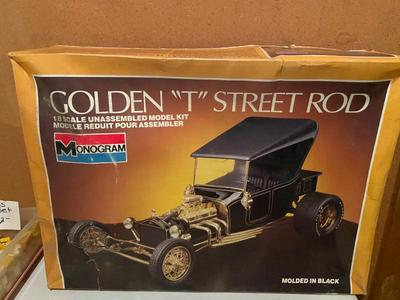 GOLDEN "T" STREET ROD
1:8 SCALE UNASSEMBLED MODEL KIT
MODELE REDUIT POUR ASSEMBLER
MONOGRAM
MOLDED IN BLACK